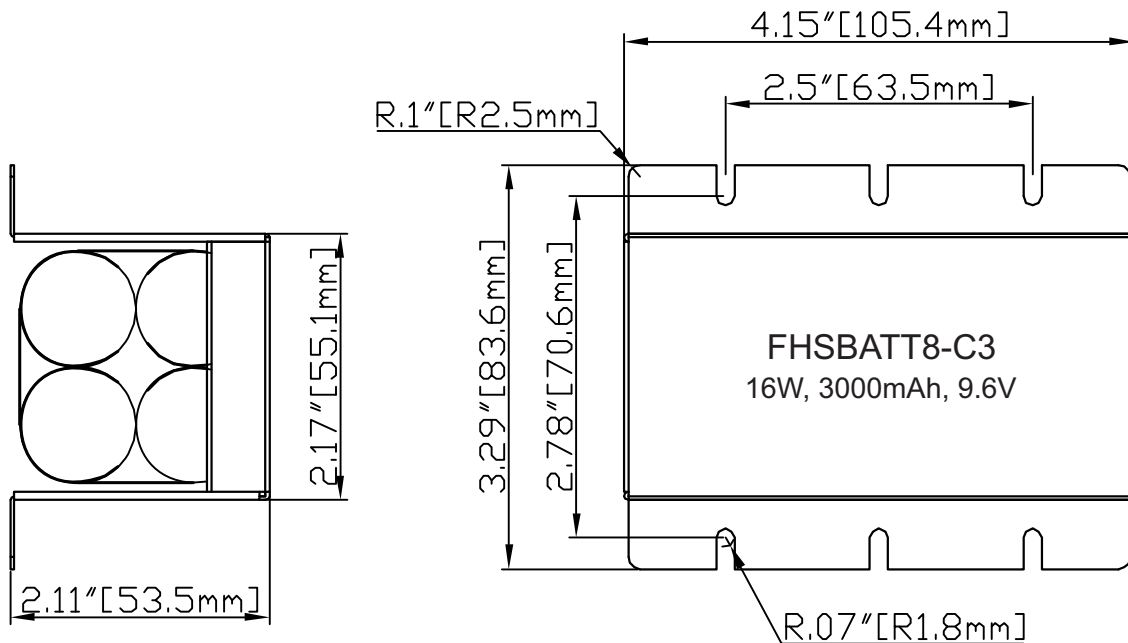 4.15"[105.4mm]
2.5"[63.5mm]
R.1"[R2.5mm]
2.17"[55.1mm]
3.29"[83.6mm]
2.78"[70.6mm]
FHSBATT8-C3
16W, 3000mAh, 9.6V
2.11"[53.5mm]
R.07"[R1.8mm]